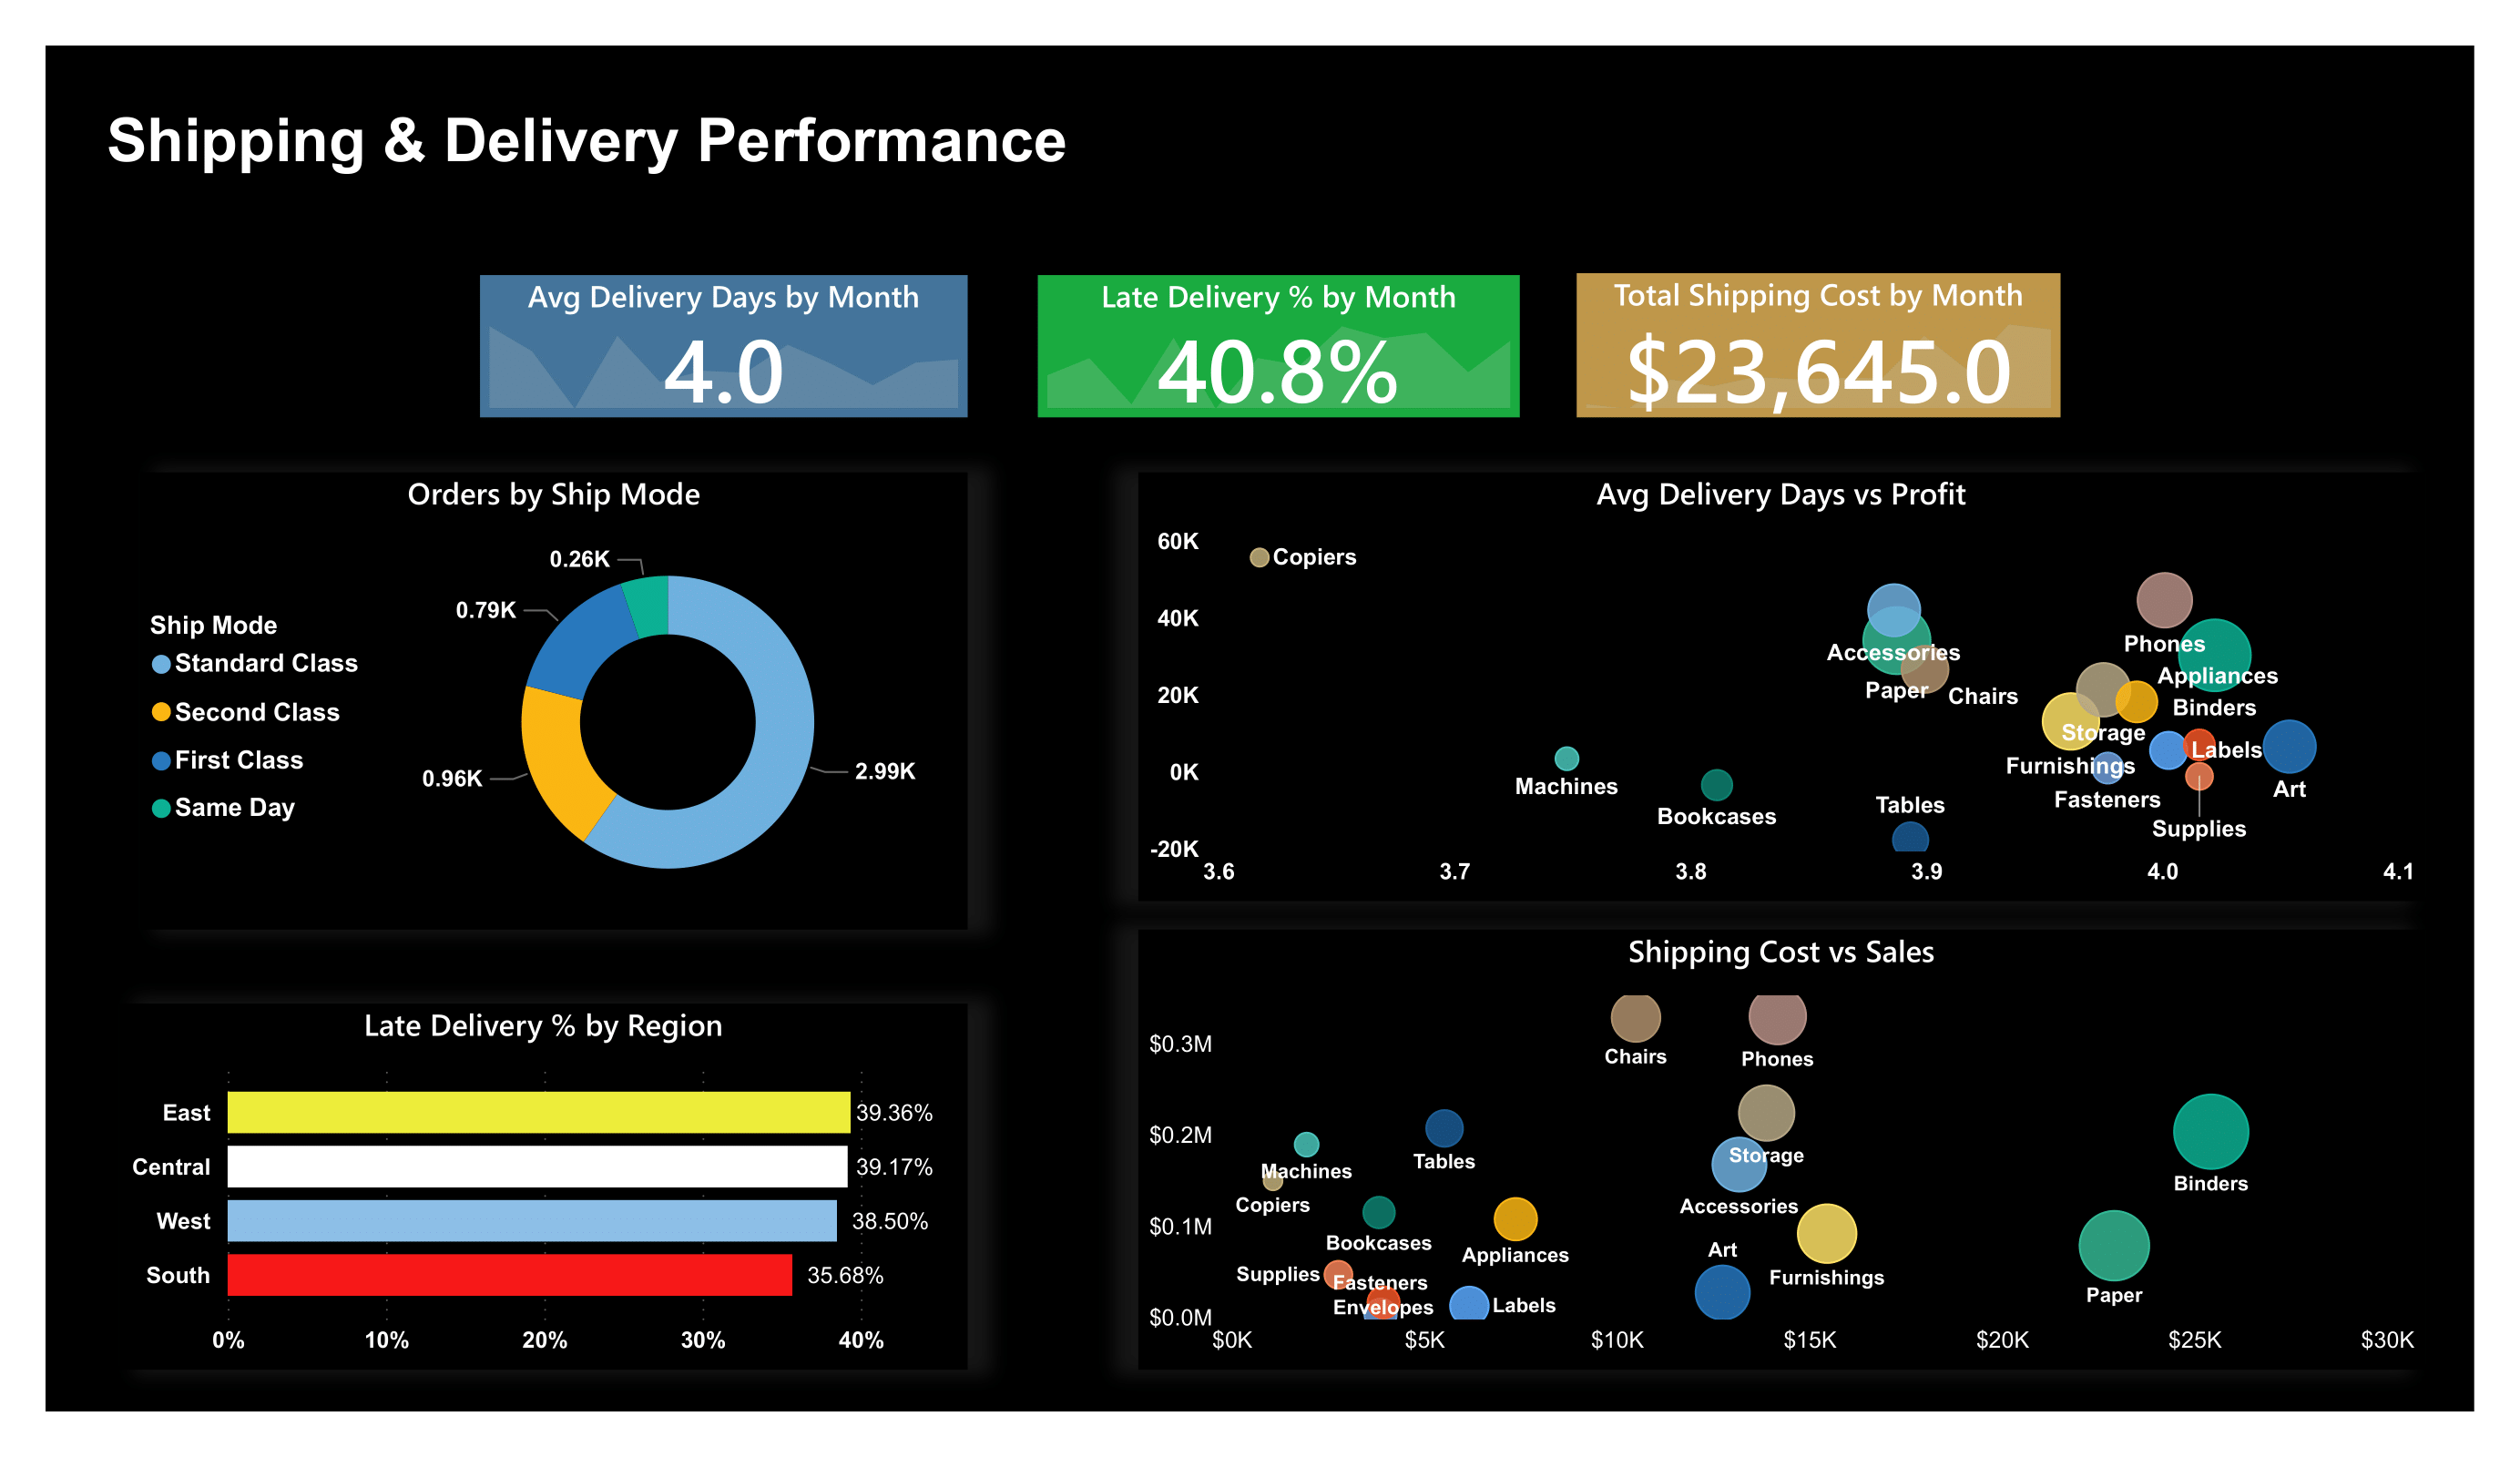 Shipping & Delivery Performance
Avg Delivery Days by Month
4.0
Late Delivery % by Month
40.8%
Total Shipping Cost by Month
$23,645.0
Orders by Ship Mode
Ship Mode
Standard Class
Second Class
First Class
Same Day
0.26K
0.79K
0.96K
2.99K
Avg Delivery Days vs Profit
60K
40K
20K
0K
-20K
3.6
3.7
3.8
3.9
4.0
4.1
Copiers
Accessories
Paper
Chairs
Phones
Appliances
Binders
Storage
Labels
Furnishings
Fasteners
Art
Machines
Bookcases
Tables
Supplies
Late Delivery % by Region
East
39.36%
Central
39.17%
West
38.50%
South
35.68%
0%
10%
20%
30%
40%
Shipping Cost vs Sales
$0.3M
$0.2M
$0.1M
$0.0M
$0K
$5K
$10K
$15K
$20K
$25K
$30K
Chairs
Phones
Machines
Tables
Storage
Binders
Copiers
Accessories
Bookcases
Appliances
Art
Supplies
Fasteners
Furnishings
Envelopes
Labels
Paper